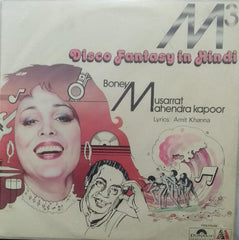 M3
Disco Fantasy in Hindi
Boney M
Musarrat
Mahendra kapoor
Lyrics: Amit Khanna